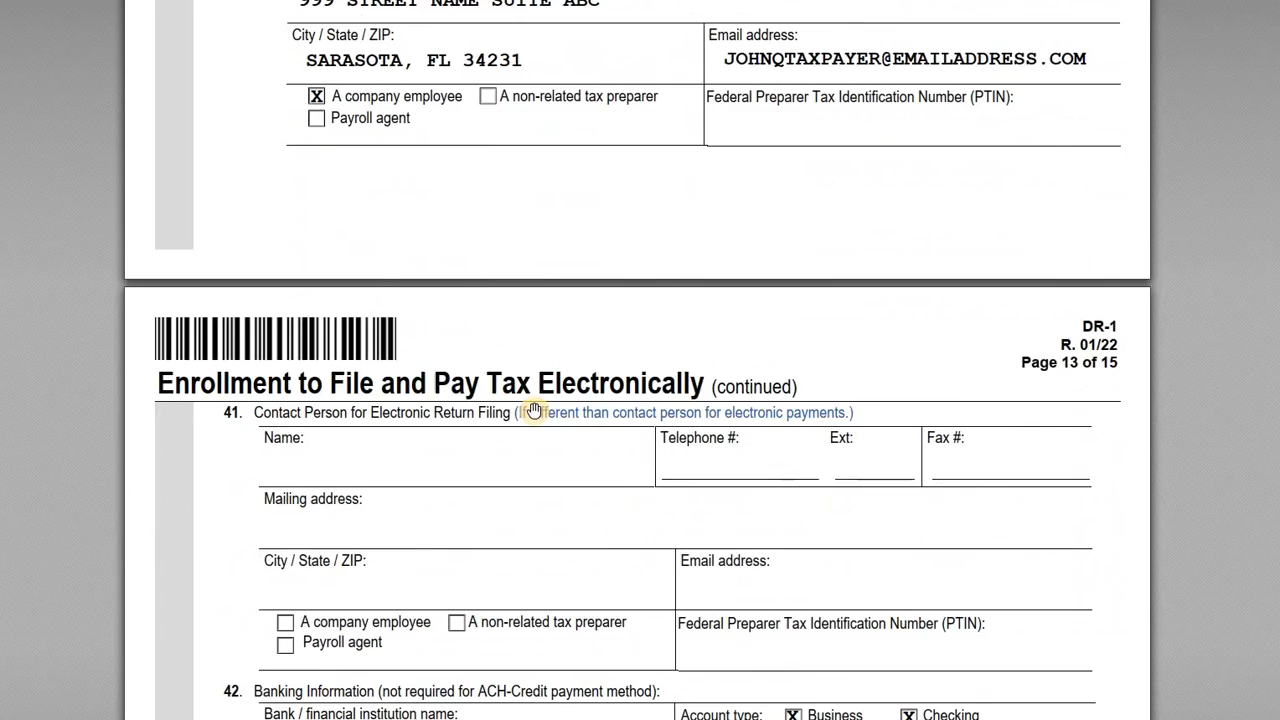 999 STREET NAME SUITE ABC
City / State / ZIP:
SARASOTA, FL 34231
Email address:
JOHNQTAXPAYER@EMAILADDRESS.COM
X A company employee A non-related tax preparer
Payroll agent
Federal Preparer Tax Identification Number (PTIN):
DR-1
R. 01/22
Page 13 of 15
Enrollment to File and Pay Tax Electronically (continued)
41. Contact Person for Electronic Return Filing (If different than contact person for electronic payments.)
Name:
Telephone #:
Ext:
Fax #:
Mailing address:
City / State / ZIP:
Email address:
A company employee A non-related tax preparer
Payroll agent
Federal Preparer Tax Identification Number (PTIN):
42. Banking Information (not required for ACH-Credit payment method):
Bank / financial institution name:
Account type: X Business X Checking